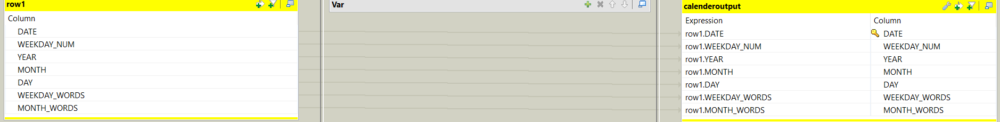 row1
Column
DATE
WEEKDAY_NUM
YEAR
MONTH
DAY
WEEKDAY_WORDS
MONTH_WORDS
Var
calenderoutput
Expression Column
row1.DATE DATE
row1.WEEKDAY_NUM WEEKDAY_NUM
row1.YEAR YEAR
row1.MONTH MONTH
row1.DAY DAY
row1.WEEKDAY_WORDS WEEKDAY_WORDS
row1.MONTH_WORDS MONTH_WORDS